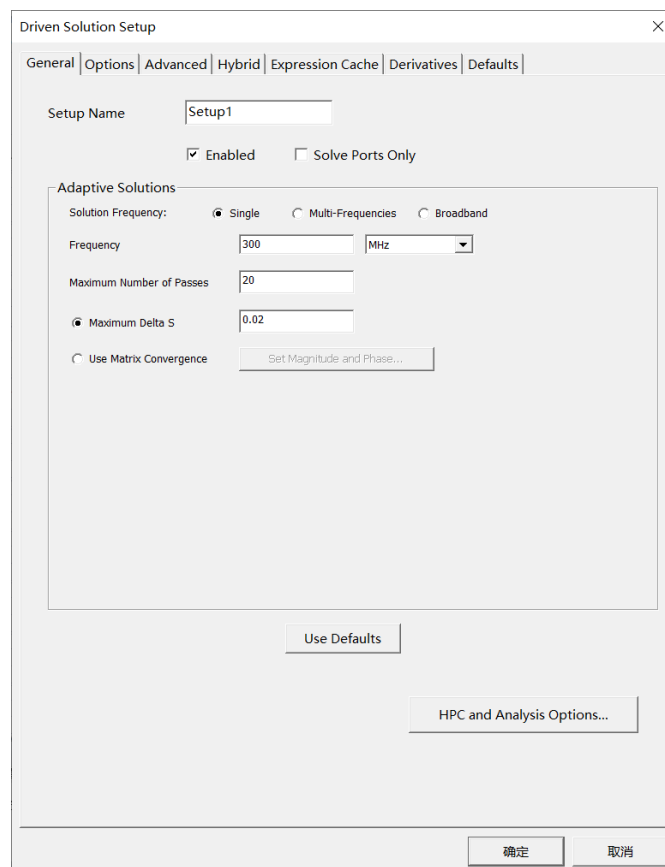 Driven Solution Setup
General Options Advanced Hybrid Expression Cache Derivatives Defaults
Setup Name Setup1
Enabled Solve Ports Only
Adaptive Solutions
Solution Frequency: Single Multi-Frequencies Broadband
Frequency 300 MHz
Maximum Number of Passes 20
Maximum Delta S 0.02
Use Matrix Convergence Set Magnitude and Phase...
Use Defaults
HPC and Analysis Options...
确定 取消